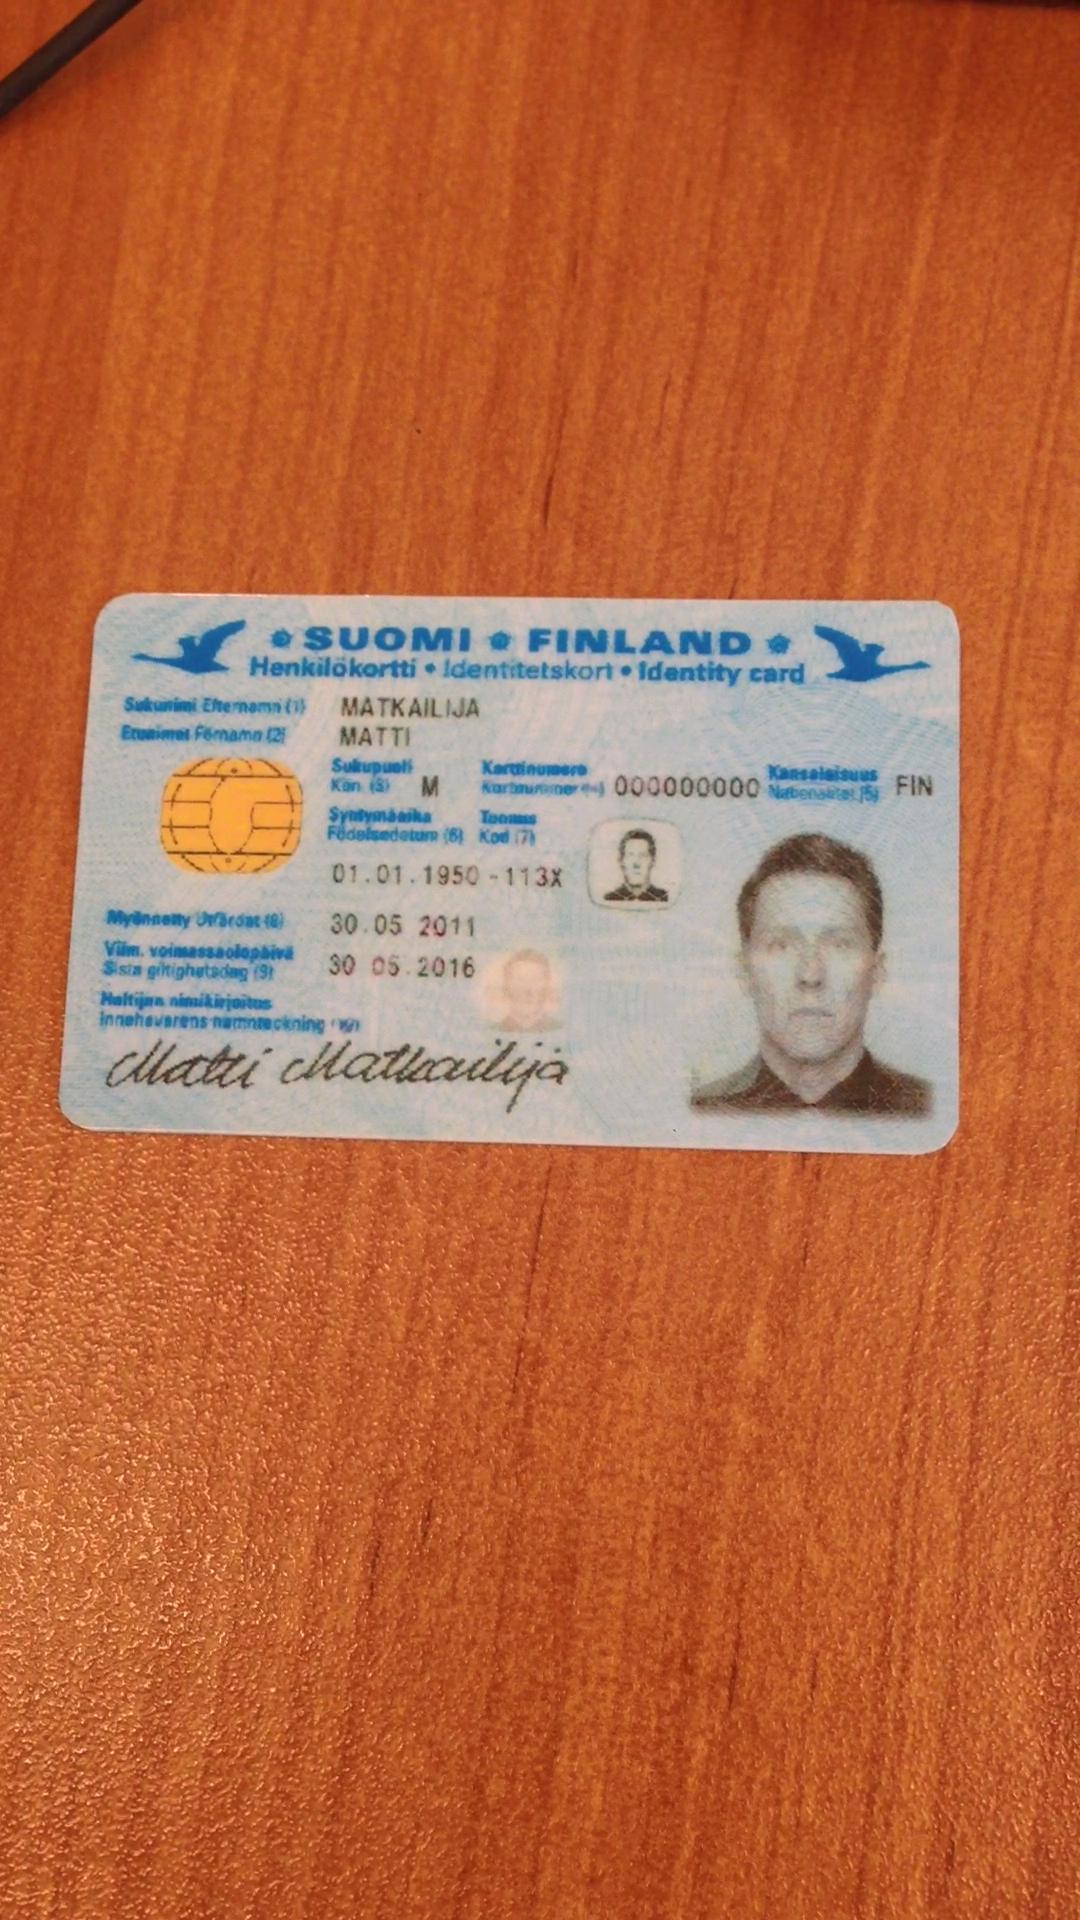 SUOMI FINLAND
Henkilökortti • Identitetskort • Identity card
Sukunimi Efternamn (1) MATKAILIJA
Etunimet Förnamn (2) MATTI
Sukupuoli Korttinumero Kansalaisuus
Kön (3) M Kortnummer (4) 000000000 Nationalitet (5) FIN
Syntymäaika Tunnus
Födelsedatum (6) Kod (7)
01.01.1950 -113X
Myönnetty Utfärdat (8) 30.05 2011
Viim. voimassaolopäivä
Sista giltighetsdag (9) 30 05.2016
Haltijan nimikirjoitus
Innehavarens namnteckning (10)
Matti Matkailija